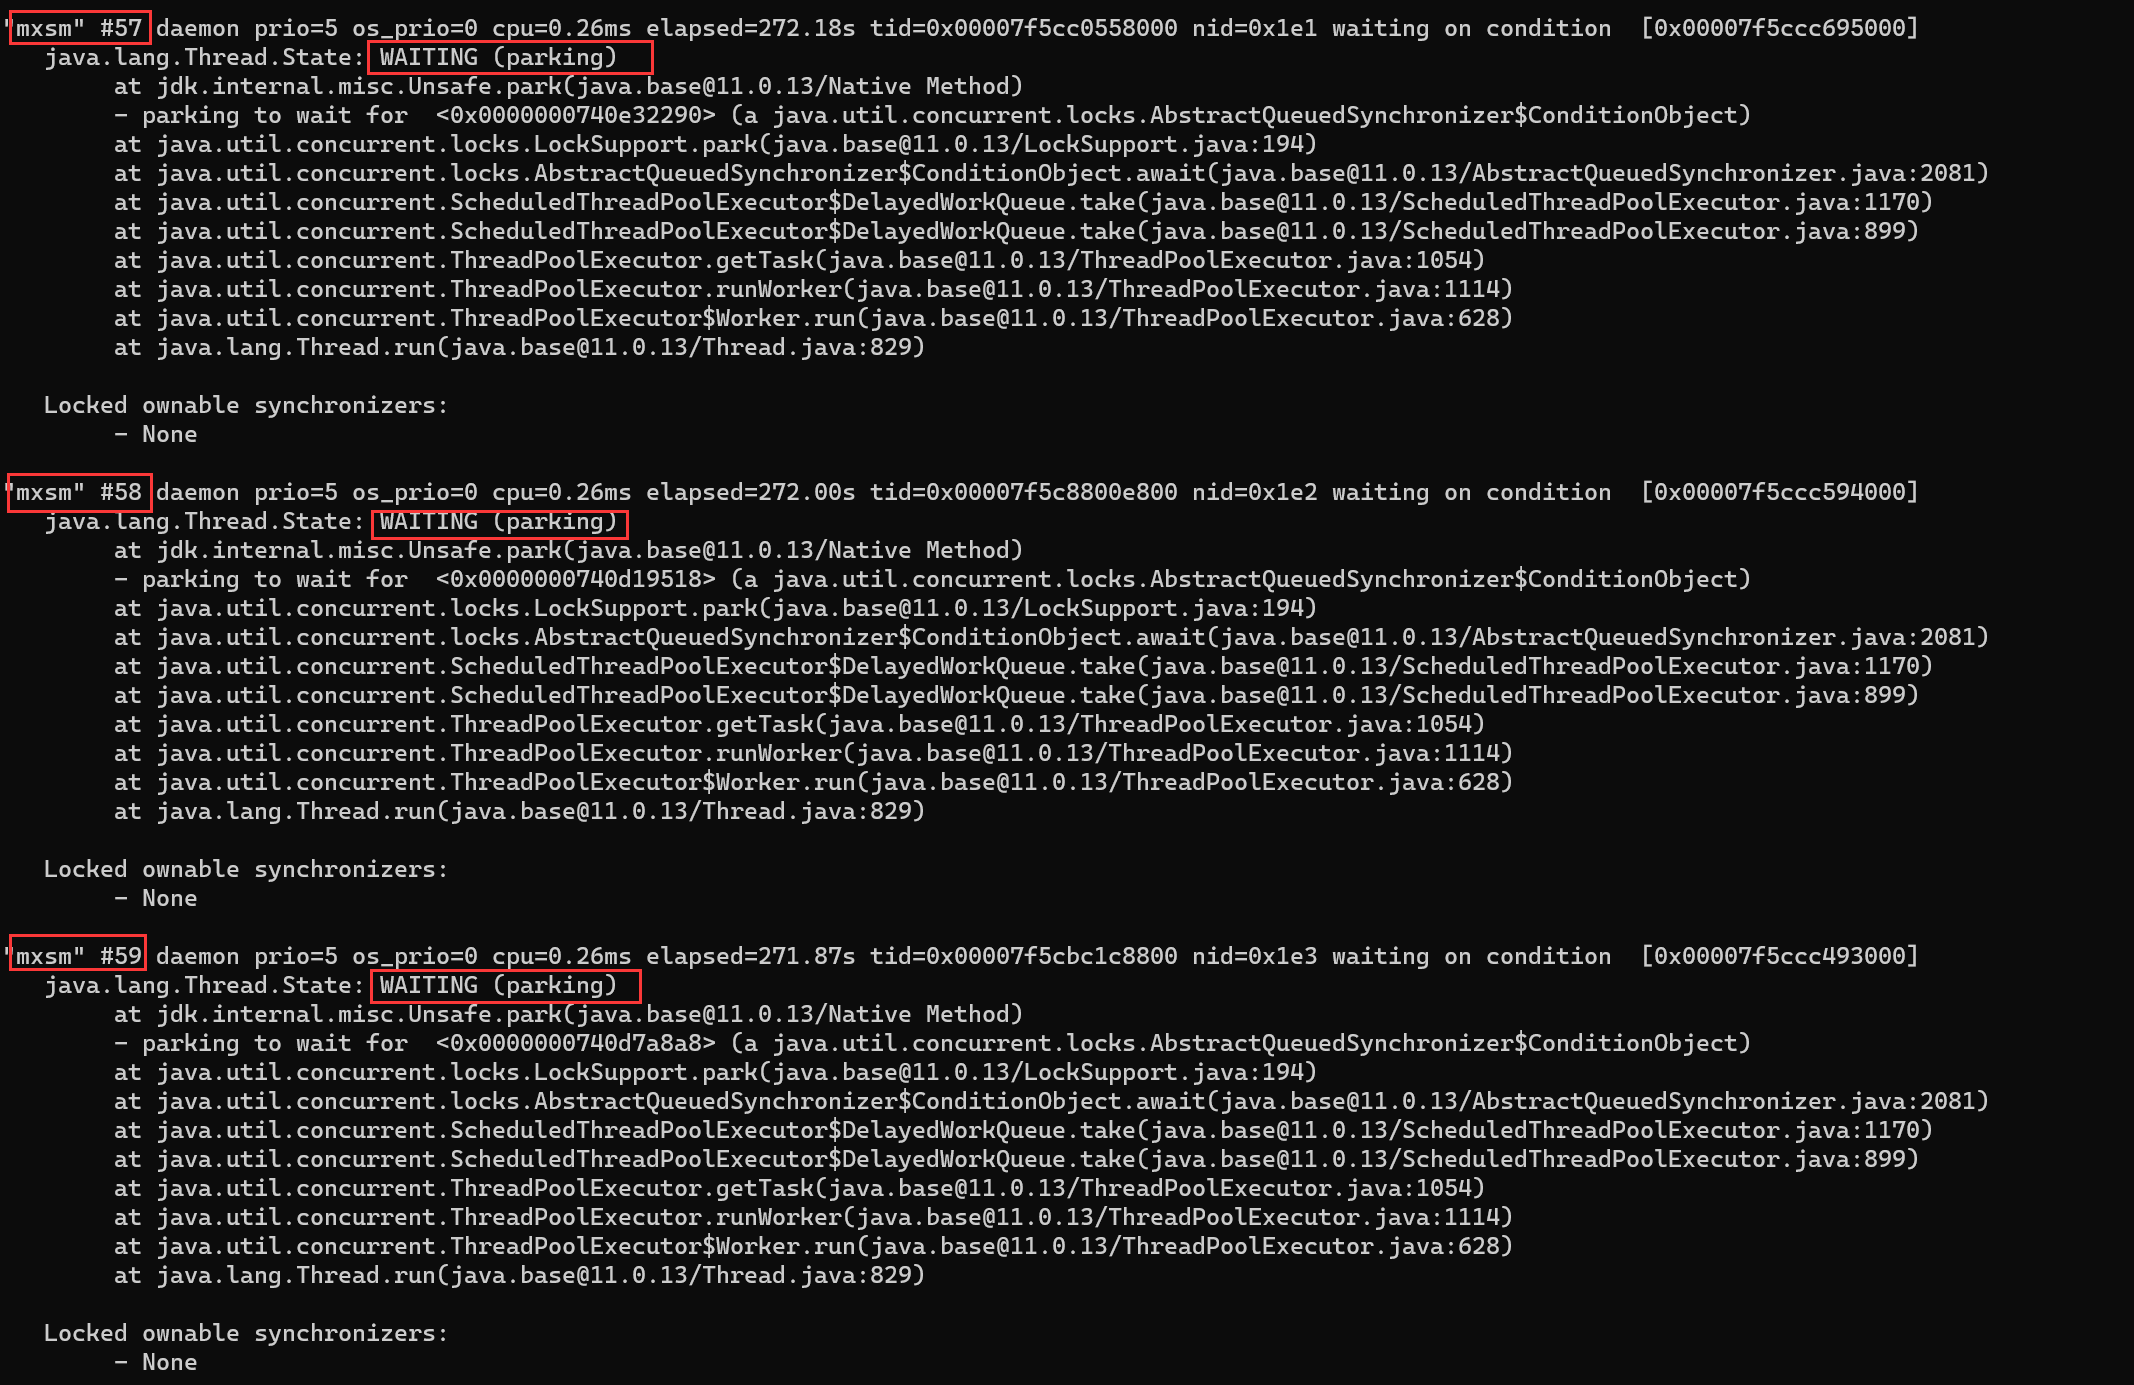 "mxsm" #57 daemon prio=5 os_prio=0 cpu=0.26ms elapsed=272.18s tid=0x00007f5cc0558000 nid=0x1e1 waiting on condition  [0x00007f5ccc695000]
   java.lang.Thread.State: WAITING (parking)
        at jdk.internal.misc.Unsafe.park(java.base@11.0.13/Native Method)
        - parking to wait for  <0x0000000740e32290> (a java.util.concurrent.locks.AbstractQueuedSynchronizer$ConditionObject)
        at java.util.concurrent.locks.LockSupport.park(java.base@11.0.13/LockSupport.java:194)
        at java.util.concurrent.locks.AbstractQueuedSynchronizer$ConditionObject.await(java.base@11.0.13/AbstractQueuedSynchronizer.java:2081)
        at java.util.concurrent.ScheduledThreadPoolExecutor$DelayedWorkQueue.take(java.base@11.0.13/ScheduledThreadPoolExecutor.java:1170)
        at java.util.concurrent.ScheduledThreadPoolExecutor$DelayedWorkQueue.take(java.base@11.0.13/ScheduledThreadPoolExecutor.java:899)
        at java.util.concurrent.ThreadPoolExecutor.getTask(java.base@11.0.13/ThreadPoolExecutor.java:1054)
        at java.util.concurrent.ThreadPoolExecutor.runWorker(java.base@11.0.13/ThreadPoolExecutor.java:1114)
        at java.util.concurrent.ThreadPoolExecutor$Worker.run(java.base@11.0.13/ThreadPoolExecutor.java:628)
        at java.lang.Thread.run(java.base@11.0.13/Thread.java:829)

   Locked ownable synchronizers:
        - None

"mxsm" #58 daemon prio=5 os_prio=0 cpu=0.26ms elapsed=272.00s tid=0x00007f5c8800e800 nid=0x1e2 waiting on condition  [0x00007f5ccc594000]
   java.lang.Thread.State: WAITING (parking)
        at jdk.internal.misc.Unsafe.park(java.base@11.0.13/Native Method)
        - parking to wait for  <0x0000000740d19518> (a java.util.concurrent.locks.AbstractQueuedSynchronizer$ConditionObject)
        at java.util.concurrent.locks.LockSupport.park(java.base@11.0.13/LockSupport.java:194)
        at java.util.concurrent.locks.AbstractQueuedSynchronizer$ConditionObject.await(java.base@11.0.13/AbstractQueuedSynchronizer.java:2081)
        at java.util.concurrent.ScheduledThreadPoolExecutor$DelayedWorkQueue.take(java.base@11.0.13/ScheduledThreadPoolExecutor.java:1170)
        at java.util.concurrent.ScheduledThreadPoolExecutor$DelayedWorkQueue.take(java.base@11.0.13/ScheduledThreadPoolExecutor.java:899)
        at java.util.concurrent.ThreadPoolExecutor.getTask(java.base@11.0.13/ThreadPoolExecutor.java:1054)
        at java.util.concurrent.ThreadPoolExecutor.runWorker(java.base@11.0.13/ThreadPoolExecutor.java:1114)
        at java.util.concurrent.ThreadPoolExecutor$Worker.run(java.base@11.0.13/ThreadPoolExecutor.java:628)
        at java.lang.Thread.run(java.base@11.0.13/Thread.java:829)

   Locked ownable synchronizers:
        - None

"mxsm" #59 daemon prio=5 os_prio=0 cpu=0.26ms elapsed=271.87s tid=0x00007f5cbc1c8800 nid=0x1e3 waiting on condition  [0x00007f5ccc493000]
   java.lang.Thread.State: WAITING (parking)
        at jdk.internal.misc.Unsafe.park(java.base@11.0.13/Native Method)
        - parking to wait for  <0x0000000740d7a8a8> (a java.util.concurrent.locks.AbstractQueuedSynchronizer$ConditionObject)
        at java.util.concurrent.locks.LockSupport.park(java.base@11.0.13/LockSupport.java:194)
        at java.util.concurrent.locks.AbstractQueuedSynchronizer$ConditionObject.await(java.base@11.0.13/AbstractQueuedSynchronizer.java:2081)
        at java.util.concurrent.ScheduledThreadPoolExecutor$DelayedWorkQueue.take(java.base@11.0.13/ScheduledThreadPoolExecutor.java:1170)
        at java.util.concurrent.ScheduledThreadPoolExecutor$DelayedWorkQueue.take(java.base@11.0.13/ScheduledThreadPoolExecutor.java:899)
        at java.util.concurrent.ThreadPoolExecutor.getTask(java.base@11.0.13/ThreadPoolExecutor.java:1054)
        at java.util.concurrent.ThreadPoolExecutor.runWorker(java.base@11.0.13/ThreadPoolExecutor.java:1114)
        at java.util.concurrent.ThreadPoolExecutor$Worker.run(java.base@11.0.13/ThreadPoolExecutor.java:628)
        at java.lang.Thread.run(java.base@11.0.13/Thread.java:829)

   Locked ownable synchronizers:
        - None